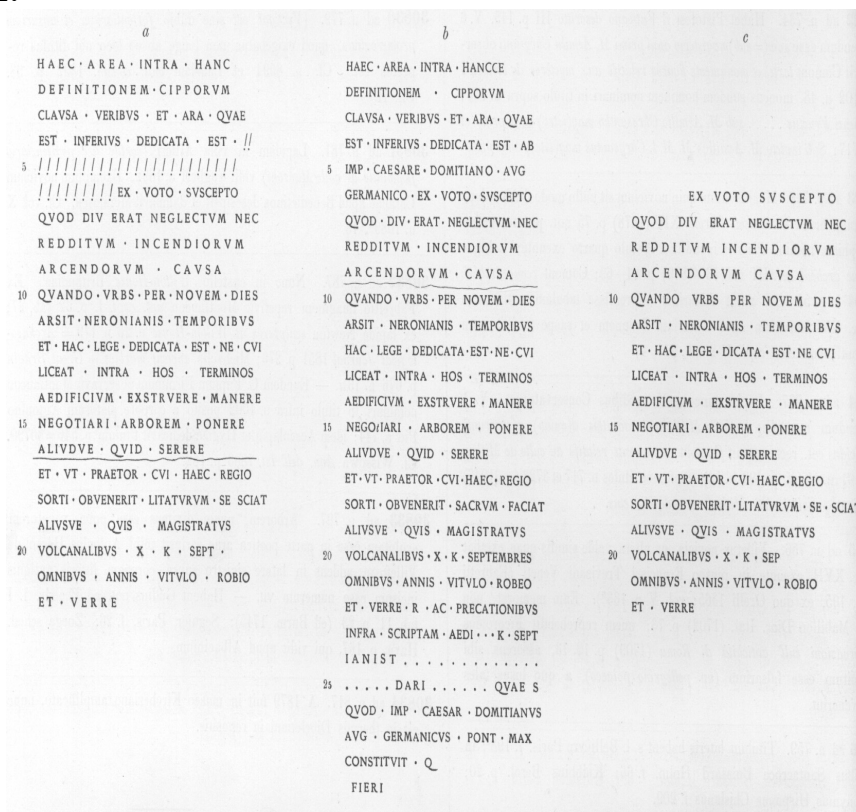 a
HAEC · AREA · INTRA · HANC
DEFINITIONEM · CIPPORVM
CLAVSA · VERIBVS · ET · ARA · QVAE
EST · INFERIVS · DEDICATA · EST · //
5 //////////////////////
///////// EX · VOTO · SVSCEPTO
QVOD DIV ERAT NEGLECTVM NEC
REDDITVM · INCENDIORVM
ARCENDORVM · CAVSA
10 QVANDO · VRBS · PER · NOVEM · DIES
ARSIT · NERONIANIS · TEMPORIBVS
ET · HAC · LEGE · DEDICATA · EST · NE · CVI
LICEAT · INTRA · HOS · TERMINOS
AEDIFICIVM · EXSTRVERE · MANERE
15 NEGOTIARI · ARBOREM · PONERE
ALIVDVE · QVID · SERERE
ET · VT · PRAETOR · CVI · HAEC · REGIO
SORTI · OBVENERIT · LITATVRVM · SE SCIAT
ALIVSVE · QVIS · MAGISTRATVS
20 VOLCANALIBVS · X · K · SEPT ·
OMNIBVS · ANNIS · VITVLO · ROBIO
ET · VERRE
b
HAEC · AREA · INTRA · HANCCE
DEFINITIONEM · CIPPORVM
CLAVSA · VERIBVS · ET · ARA · QVAE
EST · INFERIVS · DEDICATA · EST · AB
5 IMP · CAESARE · DOMITIANO · AVG
GERMANICO · EX · VOTO · SVSCEPTO
QVOD · DIV · ERAT · NEGLECTVM · NEC
REDDITVM · INCENDIORVM
ARCENDORVM · CAVSA
10 QVANDO · VRBS · PER NOVEM · DIES
ARSIT · NERONIANIS · TEMPORIBVS
HAC · LEGE · DEDICATA · EST · NE · CVI
LICEAT · INTRA · HOS · TERMINOS
AEDIFICIVM · EXSTRVERE · MANERE
15 NEGOTIARI · ARBOREM · PONERE
ALIVDVE · QVID · SERERE
ET · VT · PRAETOR · CVI · HAEC · REGIO
SORTI · OBVENERIT · SACRVM · FACIAT
ALIVSVE · QVIS · MAGISTRATVS
20 VOLCANALIBVS · X · K · SEPTEMBRES
OMNIBVS · ANNIS · VITVLO · ROBEO
ET · VERRE · R · AC · PRECATIONIBVS
INFRA · SCRIPTAM · AEDI · · · K · SEPT
IANIST . . . . . . . . . . . .
25 . . . . . DARI . . . . . . QVAE S
QVOD · IMP · CAESAR · DOMITIANVS
AVG · GERMANICVS · PONT · MAX
CONSTITVIT · Q
FIERI
c
EX VOTO SVSCEPTO
QVOD DIV ERAT NEGLECTVM NEC
REDDITVM INCENDIORVM
ARCENDORVM CAVSA
10 QVANDO VRBS PER NOVEM DIES
ARSIT · NERONIANIS · TEMPORIBVS
ET · HAC · LEGE · DICATA · EST · NE CVI
LICEAT · INTRA · HOS · TERMINOS
AEDIFICIVM · EXSTRVERE · MANERE
15 NEGOTIARI · ARBOREM · PONERE
ALIVDVE · QVID · SERERE
ET · VT · PRAETOR · CVI · HAEC · REGIO
SORTI · OBVENERIT · LITATVRVM · SE · SCIAT
ALIVSVE · QVIS · MAGISTRATVS
20 VOLCANALIBVS · X · K · SEP
OMNIBVS · ANNIS · VITVLO · ROBIO
ET · VERRE